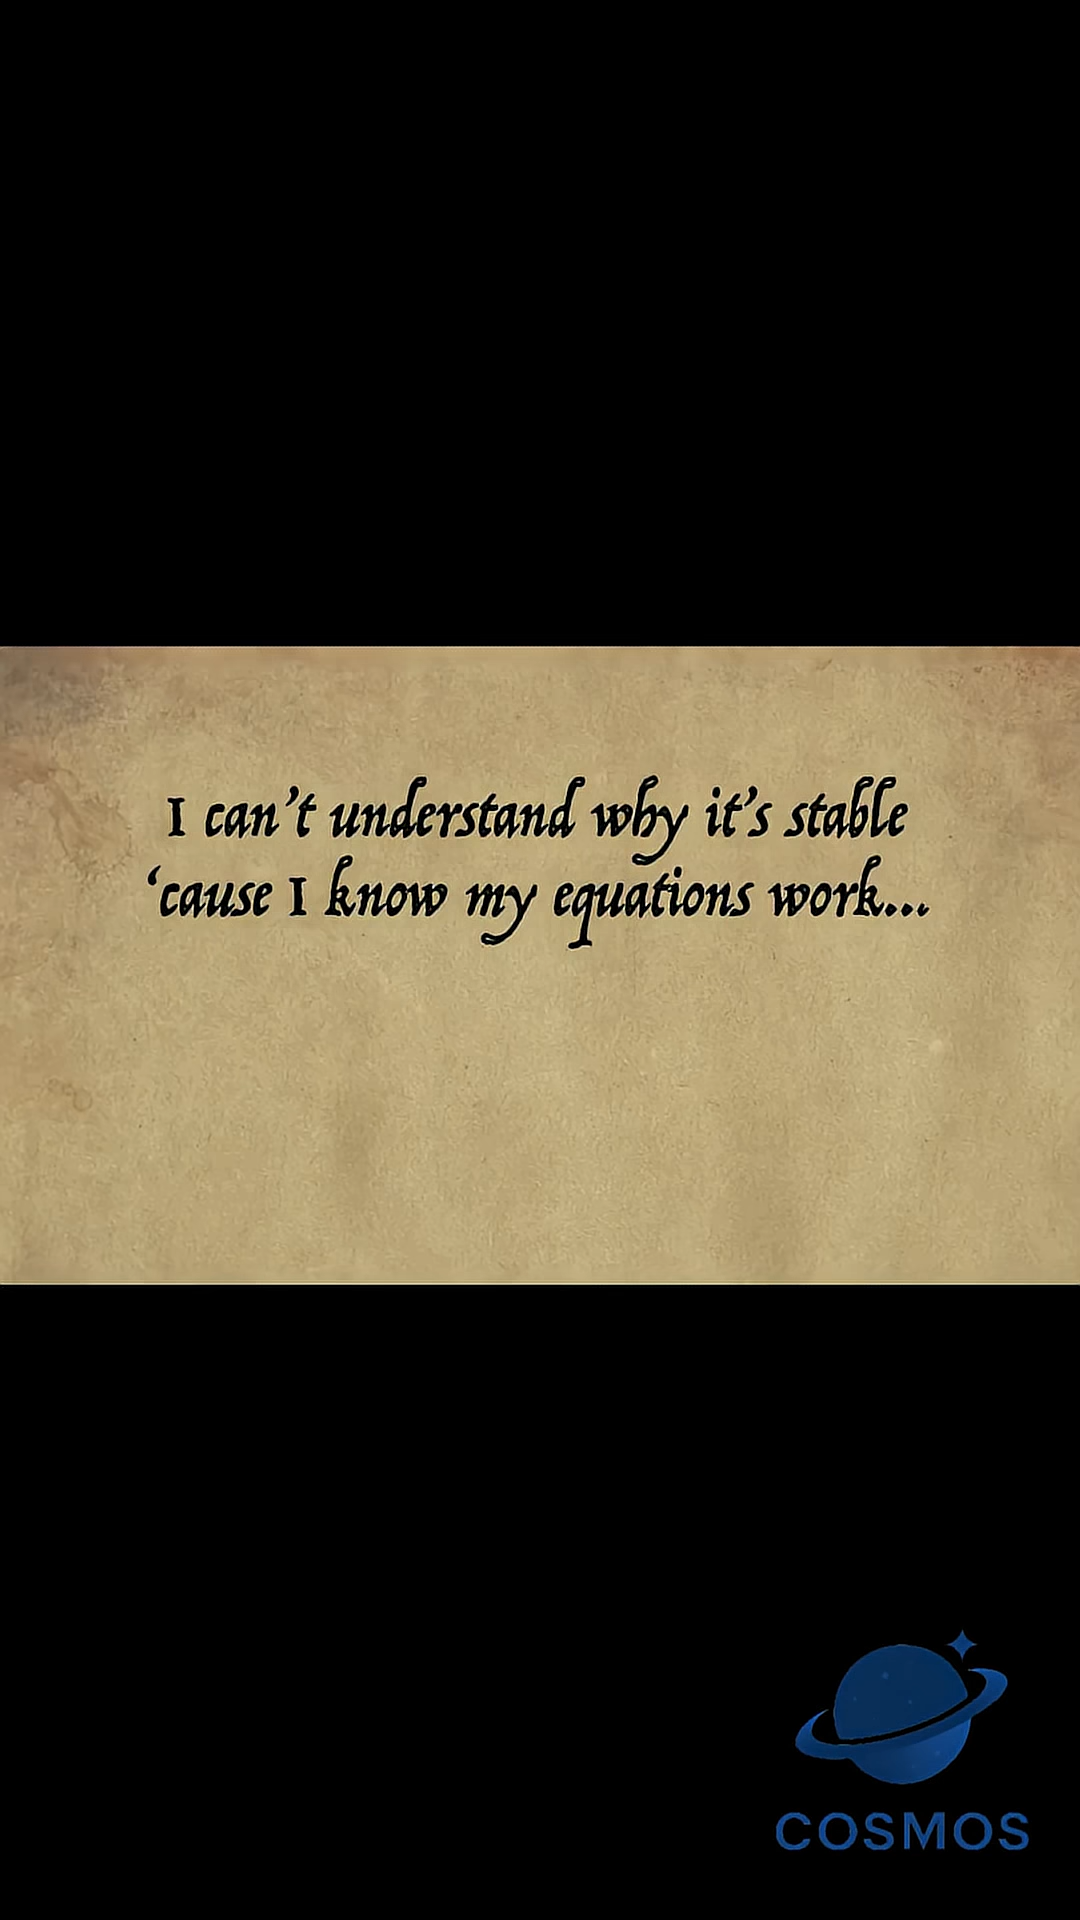 I can’t understand why it’s stable
‘cause I know my equations work...
COSMOS